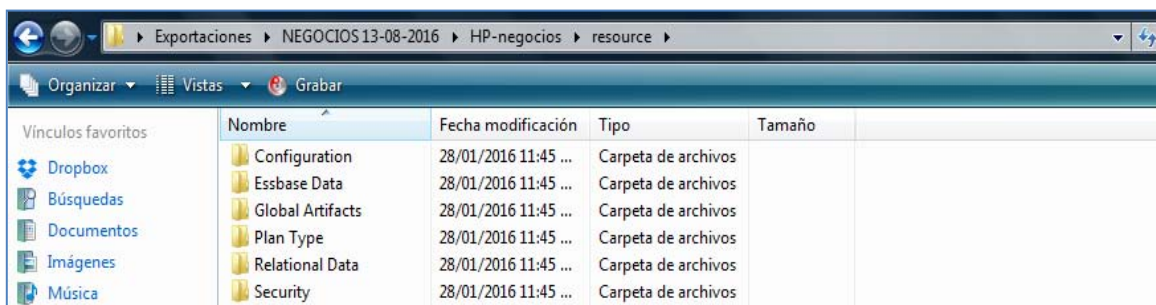 Exportaciones NEGOCIOS 13-08-2016 HP-negocios resource
Organizar Vistas Grabar
Vínculos favoritos Nombre Fecha modificación Tipo Tamaño
Dropbox Configuration 28/01/2016 11:45 ... Carpeta de archivos
Búsquedas Essbase Data 28/01/2016 11:45 ... Carpeta de archivos
Documentos Global Artifacts 28/01/2016 11:45 ... Carpeta de archivos
Imágenes Plan Type 28/01/2016 11:45 ... Carpeta de archivos
Música Relational Data 28/01/2016 11:45 ... Carpeta de archivos
Security 28/01/2016 11:45 ... Carpeta de archivos